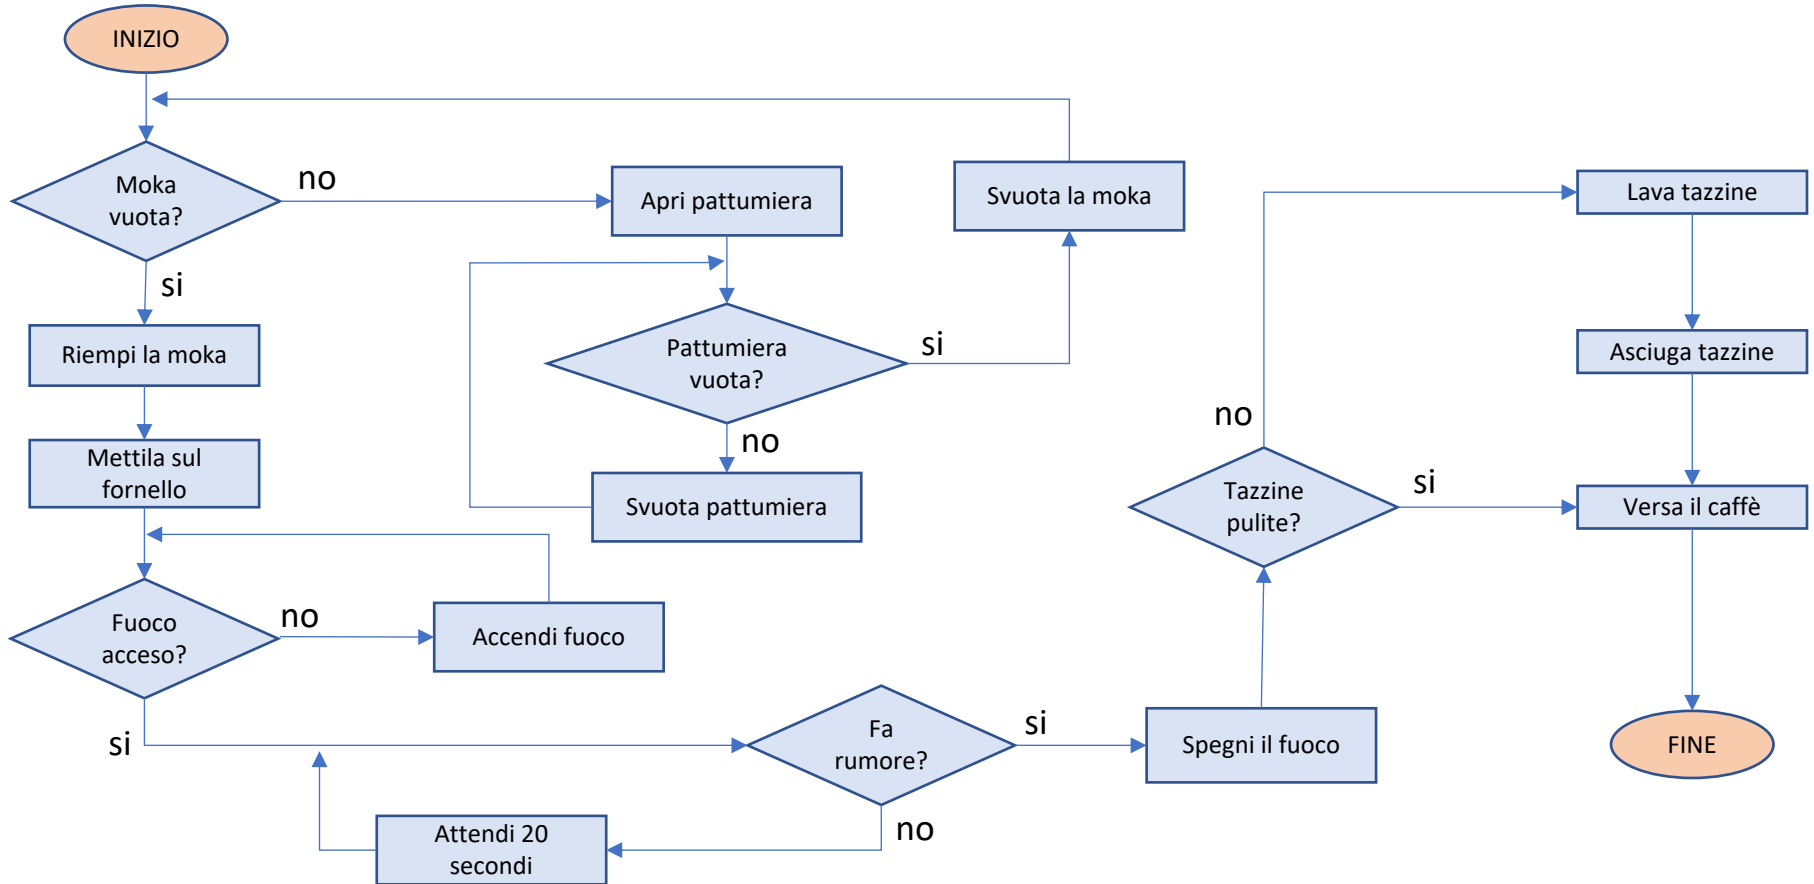 INIZIO
Moka
vuota?
no
si
Apri pattumiera
Svuota la moka
Pattumiera
vuota?
si
no
Svuota pattumiera
Riempi la moka
Mettila sul
fornello
Fuoco
acceso?
no
Accendi fuoco
si
Fa
rumore?
no
Attendi 20
secondi
si
Spegni il fuoco
Tazzine
pulite?
no
si
Lava tazzine
Asciuga tazzine
Versa il caffè
FINE